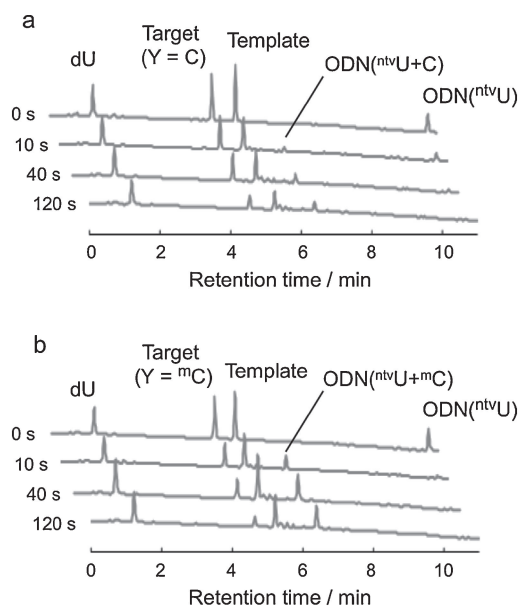 a
dU
Target
(Y = C)
Template
ODN(ntvU+C)
ODN(ntvU)
0 s
10 s
40 s
120 s
0 2 4 6 8 10
Retention time / min
b
dU
Target
(Y = mC)
Template
ODN(ntvU+mC)
ODN(ntvU)
0 s
10 s
40 s
120 s
0 2 4 6 8 10
Retention time / min